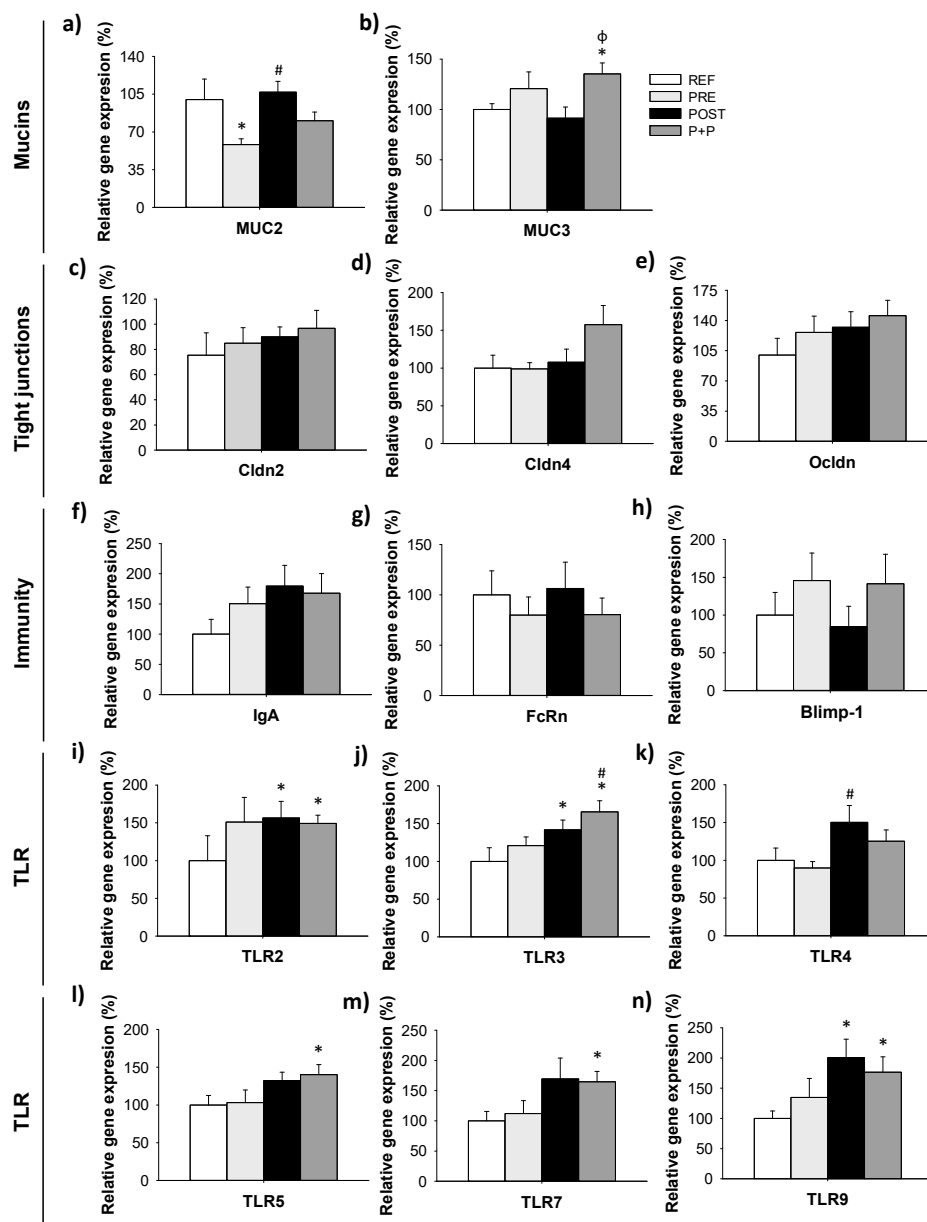 Mucins
a)
Relative gene expresion (%)
140
105
70
35
0
*
#
MUC2
b)
Relative gene expresion (%)
150
100
50
0
ϕ
*
MUC3
REF
PRE
POST
P+P
Tight junctions
c)
Relative gene expresion (%)
120
100
80
60
40
20
0
Cldn2
d)
Relative gene expresion (%)
200
150
100
50
0
Cldn4
e)
Relative gene expresion (%)
175
140
105
70
35
0
Ocldn
Immunity
f)
Relative gene expresion (%)
250
200
150
100
50
0
IgA
g)
Relative gene expresion (%)
150
100
50
0
FcRn
h)
Relative gene expresion (%)
200
150
100
50
0
Blimp-1
TLR
i)
Relative gene expression (%)
200
150
100
50
0
*
*
TLR2
j)
Relative gene expression (%)
200
150
100
50
0
*
#
*
TLR3
k)
Relative gene expression (%)
200
150
100
50
0
#
TLR4
TLR
l)
Relative gene expression (%)
200
150
100
50
0
*
TLR5
m)
Relative gene expression (%)
250
200
150
100
50
0
*
TLR7
n)
Relative gene expression (%)
250
200
150
100
50
0
*
*
TLR9